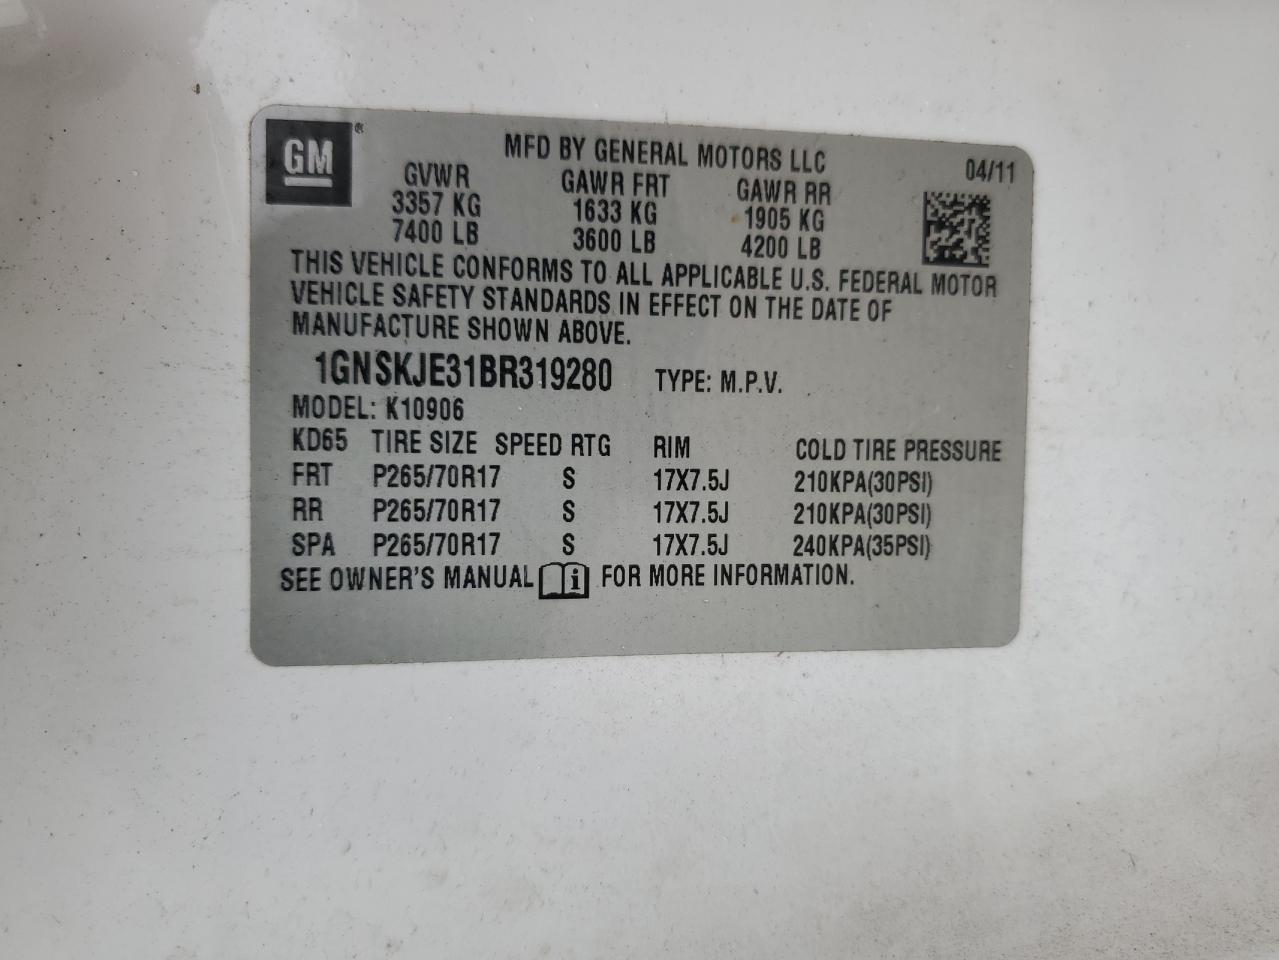 GM ®
MFD BY GENERAL MOTORS LLC 04/11
GVWR GAWR FRT GAWR RR
3357 KG 1633 KG 1905 KG
7400 LB 3600 LB 4200 LB
THIS VEHICLE CONFORMS TO ALL APPLICABLE U.S. FEDERAL MOTOR
VEHICLE SAFETY STANDARDS IN EFFECT ON THE DATE OF
MANUFACTURE SHOWN ABOVE.
1GNSKJE31BR319280 TYPE: M.P.V.
MODEL: K10906
KD65 TIRE SIZE SPEED RTG RIM COLD TIRE PRESSURE
FRT P265/70R17 S 17X7.5J 210KPA(30PSI)
RR P265/70R17 S 17X7.5J 210KPA(30PSI)
SPA P265/70R17 S 17X7.5J 240KPA(35PSI)
SEE OWNER'S MANUAL i FOR MORE INFORMATION.